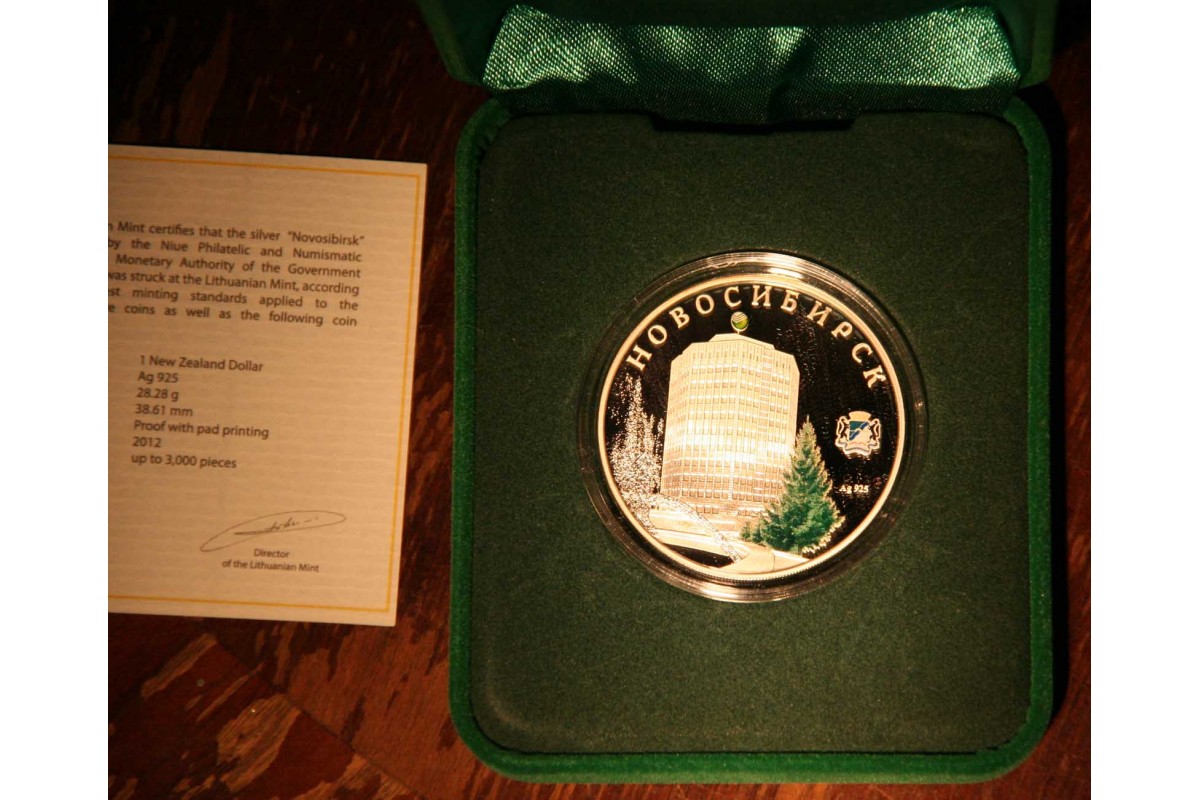 Mint certifies that the silver "Novosibirsk"
by the Niue Philatelic and Numismatic
Monetary Authority of the Government
was struck at the Lithuanian Mint, according
minting standards applied to the
coins as well as the following coin
1 New Zealand Dollar
Ag 925
28.28 g
38.61 mm
Proof with pad printing
2012
up to 3,000 pieces
Director
of the Lithuanian Mint
НОВОСИБИРСК
Ag 925